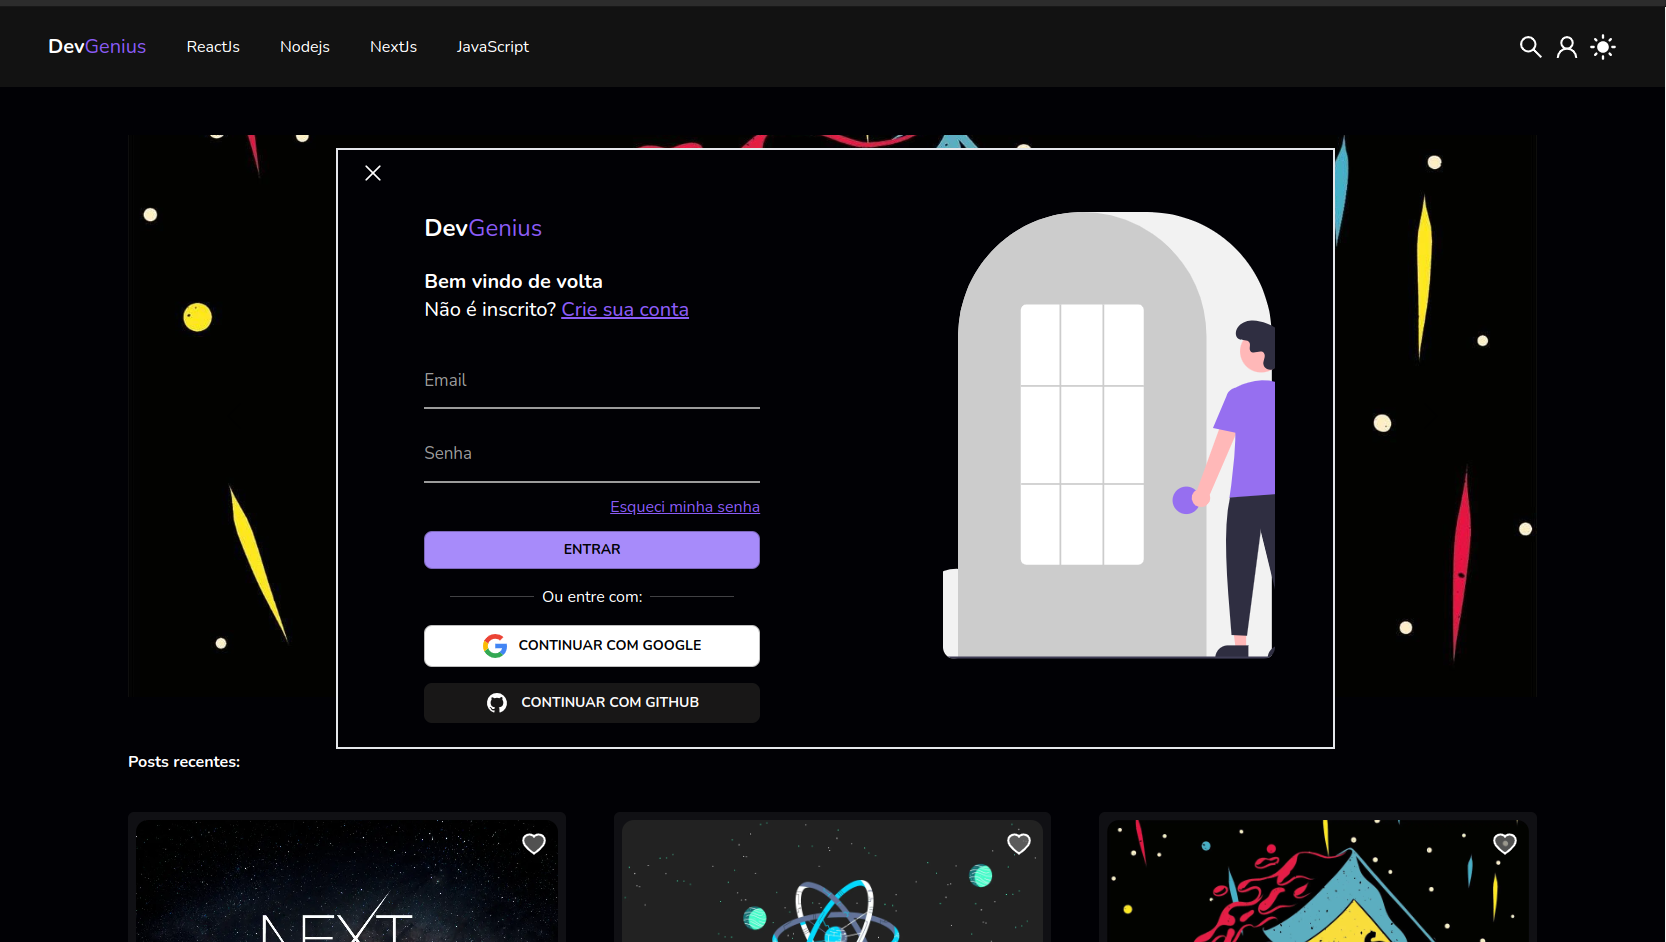 DevGenius ReactJs Nodejs NextJs JavaScript
DevGenius
Bem vindo de volta
Não é inscrito? Crie sua conta
Email
Senha
Esqueci minha senha
ENTRAR
Ou entre com:
CONTINUAR COM GOOGLE
CONTINUAR COM GITHUB
Posts recentes:
NEXT